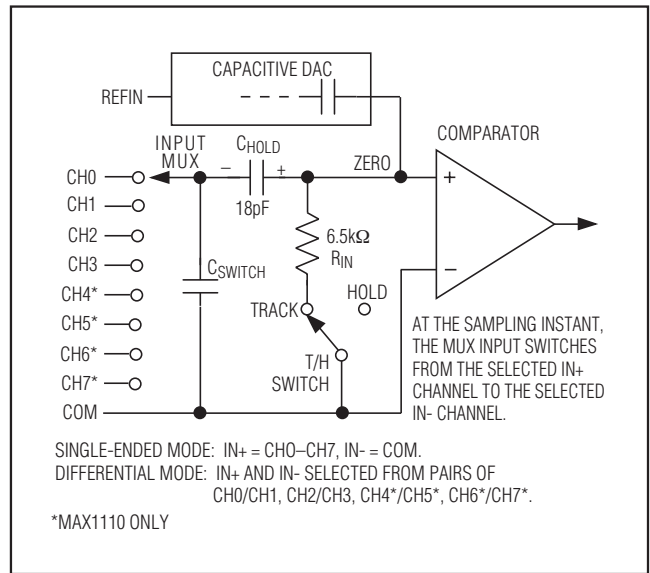 CAPACITIVE DAC
REFIN
COMPARATOR
INPUT
MUX
CHOLD
– +
ZERO
+
18pF
CH0
CH1
CH2
CH3
CH4*
CH5*
CH6*
CH7*
COM
CSWITCH
6.5kΩ
RIN
–
TRACK
HOLD
T/H
SWITCH
AT THE SAMPLING INSTANT,
THE MUX INPUT SWITCHES
FROM THE SELECTED IN+
CHANNEL TO THE SELECTED
IN- CHANNEL.
SINGLE-ENDED MODE: IN+ = CHO–CH7, IN- = COM.
DIFFERENTIAL MODE: IN+ AND IN- SELECTED FROM PAIRS OF
CH0/CH1, CH2/CH3, CH4*/CH5*, CH6*/CH7*.
*MAX1110 ONLY